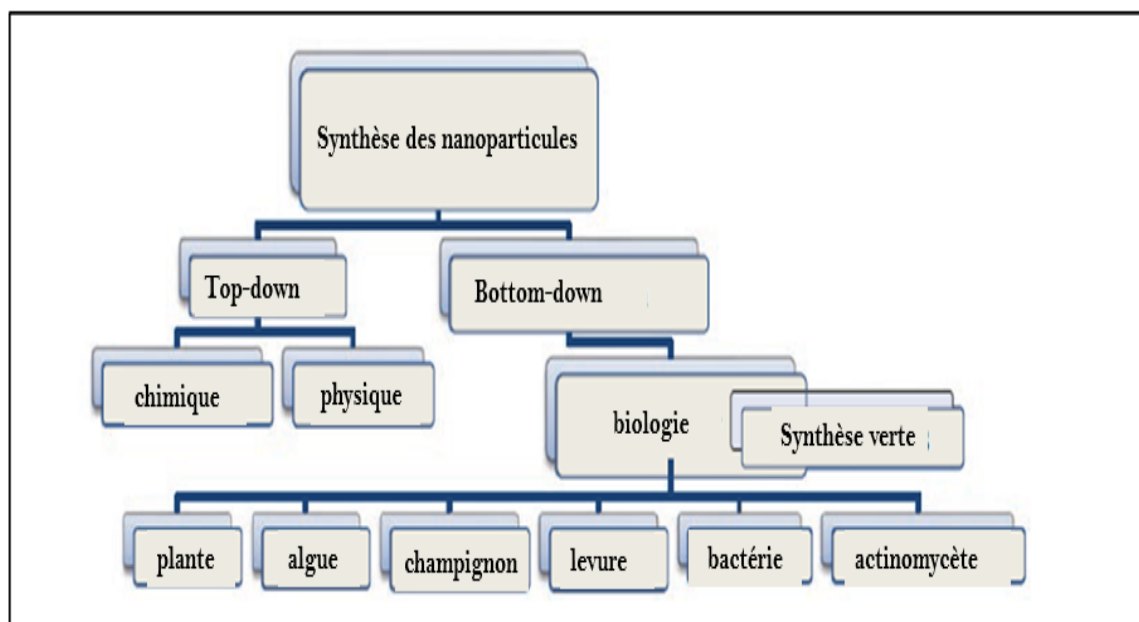 Synthèse des nanoparticules
Top-down
Bottom-down
chimique
physique
biologie
Synthèse verte
plante
algue
champignon
levure
bactérie
actinomycète